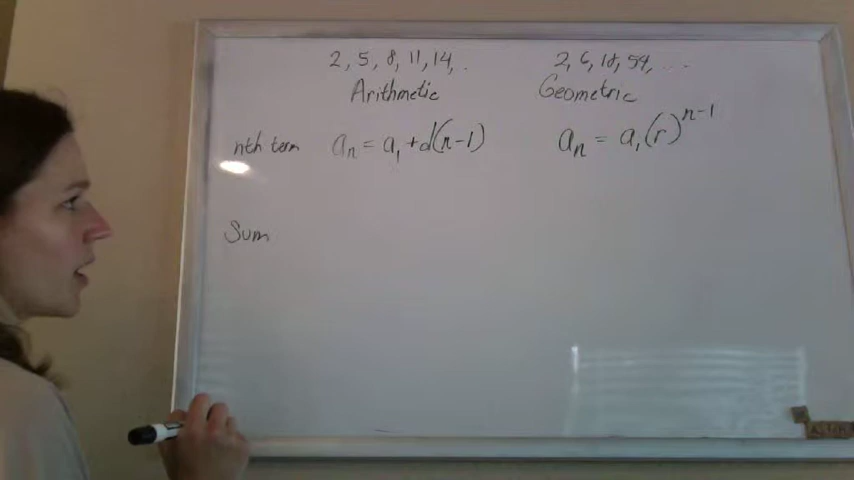 2, 5, 8, 11, 14, ..
Arithmetic
2, 6, 18, 54, ...
Geometric
nth term
aₙ = a₁ + d(n-1)
aₙ = a₁(r)ⁿ⁻¹
Sum